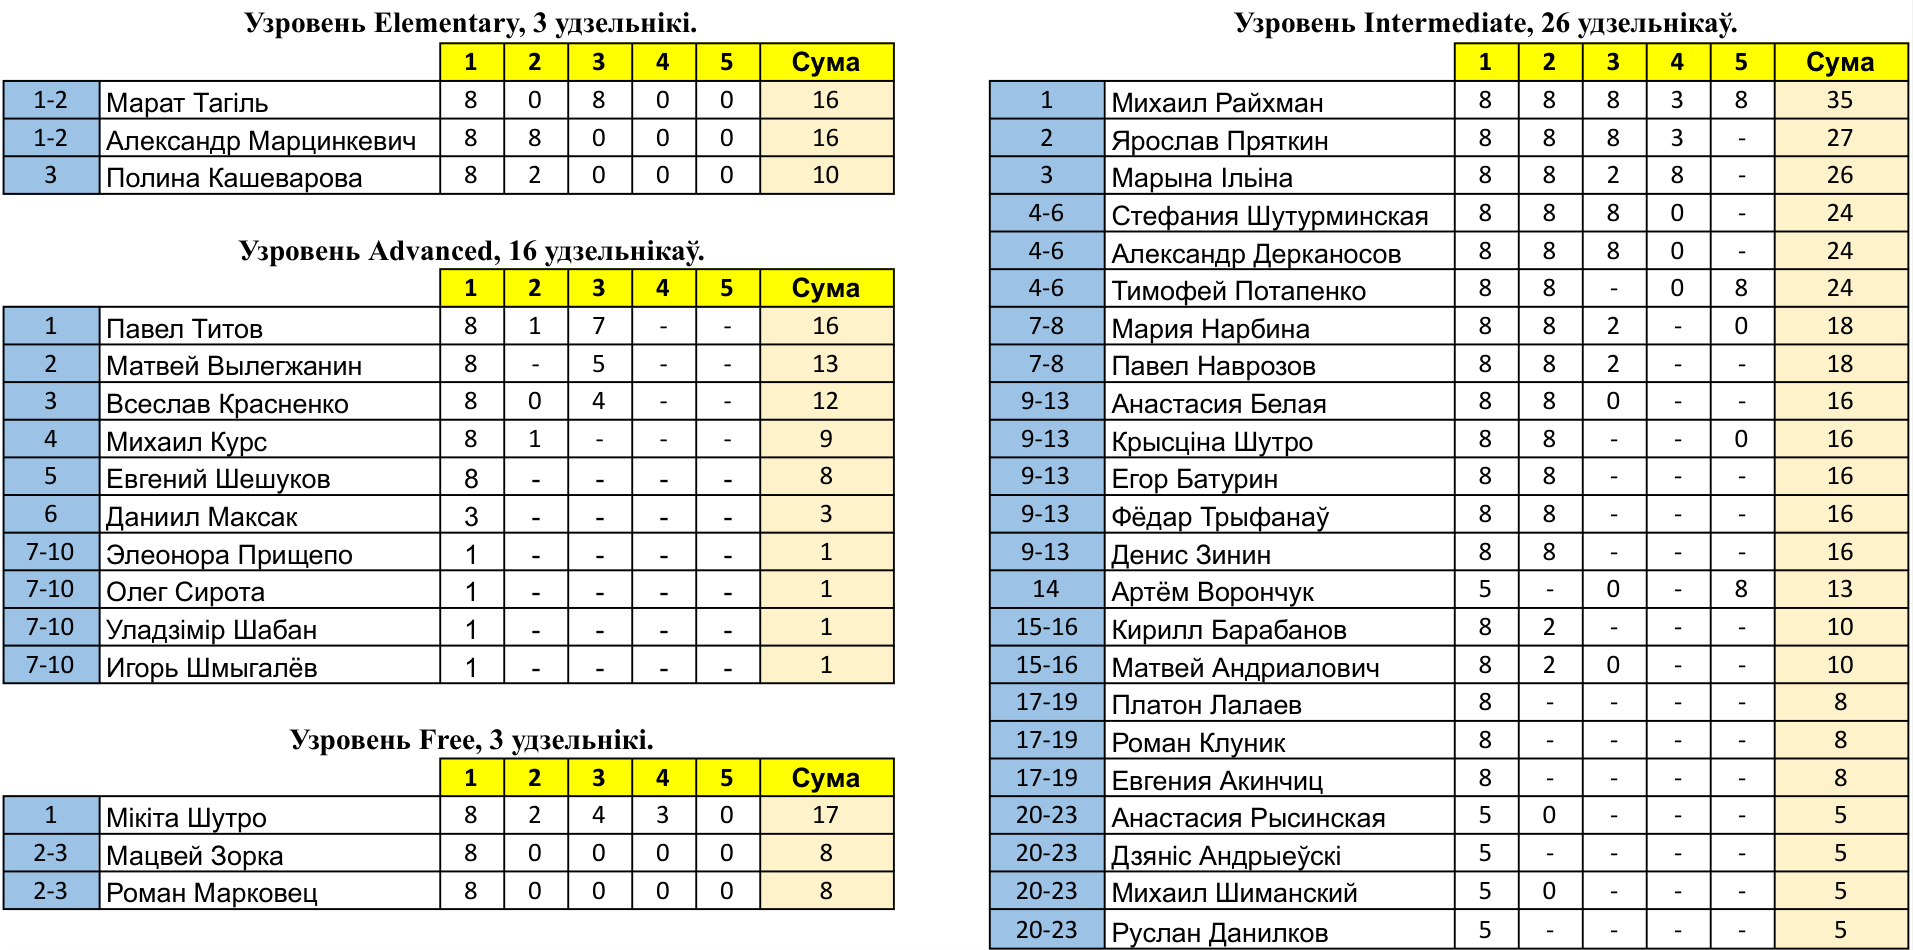 Узровень Elementary, 3 удзельнікі.
1 2 3 4 5 Сума
1-2 Марат Тагіль 8 0 8 0 0 16
1-2 Александр Марцинкевич 8 8 0 0 0 16
3 Полина Кашеварова 8 2 0 0 0 10
Узровень Advanced, 16 удзельнікаў.
1 2 3 4 5 Сума
1 Павел Титов 8 1 7 - - 16
2 Матвей Вылегжанин 8 - 5 - - 13
3 Всеслав Красненко 8 0 4 - - 12
4 Михаил Курс 8 1 - - - 9
5 Евгений Шешуков 8 - - - - 8
6 Даниил Максак 3 - - - - 3
7-10 Элеонора Прищепо 1 - - - - 1
7-10 Олег Сирота 1 - - - - 1
7-10 Уладзімір Шабан 1 - - - - 1
7-10 Игорь Шмыгалёв 1 - - - - 1
Узровень Free, 3 удзельнікі.
1 2 3 4 5 Сума
1 Мікіта Шутро 8 2 4 3 0 17
2-3 Мацвей Зорка 8 0 0 0 0 8
2-3 Роман Марковец 8 0 0 0 0 8
Узровень Intermediate, 26 удзельнікаў.
1 2 3 4 5 Сума
1 Михаил Райхман 8 8 8 3 8 35
2 Ярослав Пряткин 8 8 8 3 - 27
3 Марына Ільіна 8 8 2 8 - 26
4-6 Стефания Шутурминская 8 8 8 0 - 24
4-6 Александр Дерканосов 8 8 8 0 - 24
4-6 Тимофей Потапенко 8 8 - 0 8 24
7-8 Мария Нарбина 8 8 2 - 0 18
7-8 Павел Наврозов 8 8 2 - - 18
9-13 Анастасия Белая 8 8 0 - - 16
9-13 Крысціна Шутро 8 8 - - 0 16
9-13 Егор Батурин 8 8 - - - 16
9-13 Фёдар Трыфанаў 8 8 - - - 16
9-13 Денис Зинин 8 8 - - - 16
14 Артём Ворончук 5 - 0 - 8 13
15-16 Кирилл Барабанов 8 2 - - - 10
15-16 Матвей Андриалович 8 2 0 - - 10
17-19 Платон Лалаев 8 - - - - 8
17-19 Роман Клуник 8 - - - - 8
17-19 Евгения Акинчиц 8 - - - - 8
20-23 Анастасия Рысинская 5 0 - - - 5
20-23 Дзяніс Андрыеўскі 5 - - - - 5
20-23 Михаил Шиманский 5 0 - - - 5
20-23 Руслан Данилков 5 - - - - 5